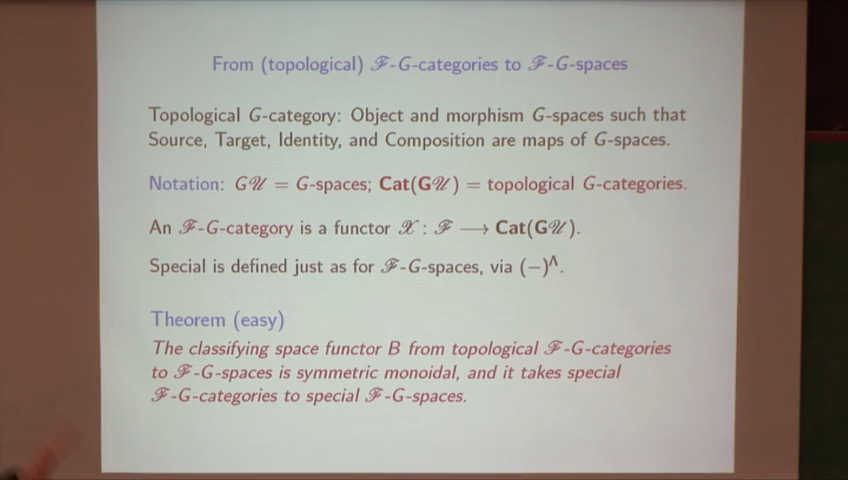 From (topological) ℱ-G-categories to ℱ-G-spaces
Topological G-category: Object and morphism G-spaces such that
Source, Target, Identity, and Composition are maps of G-spaces.
Notation: G𝒰 = G-spaces; Cat(G𝒰) = topological G-categories.
An ℱ-G-category is a functor 𝒳 : ℱ ⟶ Cat(G𝒰).
Special is defined just as for ℱ-G-spaces, via (−)^Λ.
Theorem (easy)
The classifying space functor B from topological ℱ-G-categories
to ℱ-G-spaces is symmetric monoidal, and it takes special
ℱ-G-categories to special ℱ-G-spaces.